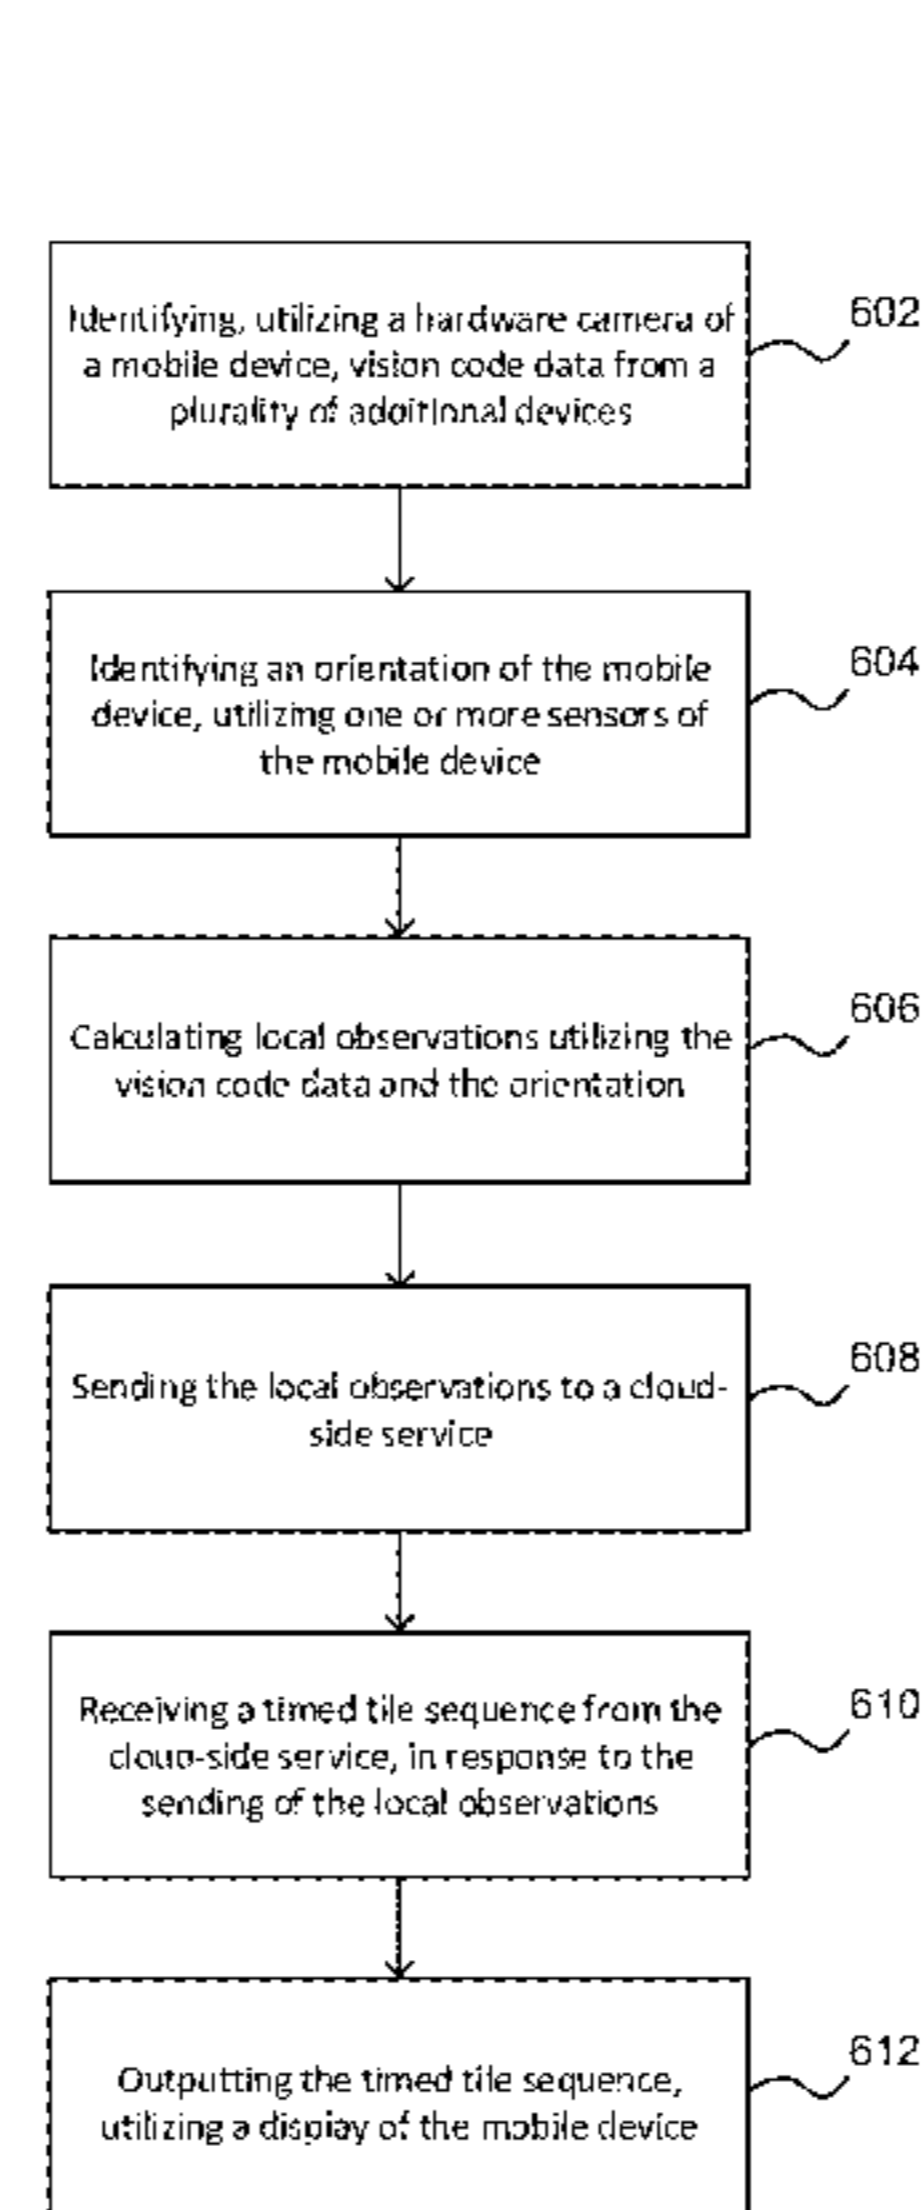 Identifying, utilizing a hardware camera of
a mobile device, vision code data from a
plurality of additional devices
602
Identifying an orientation of the mobile
device, utilizing one or more sensors of
the mobile device
604
Calculating local observations utilizing the
vision code data and the orientation
606
Sending the local observations to a cloud-
side service
608
Receiving a timed tile sequence from the
cloud-side service, in response to the
sending of the local observations
610
Outputting the timed tile sequence,
utilizing a display of the mobile device
612